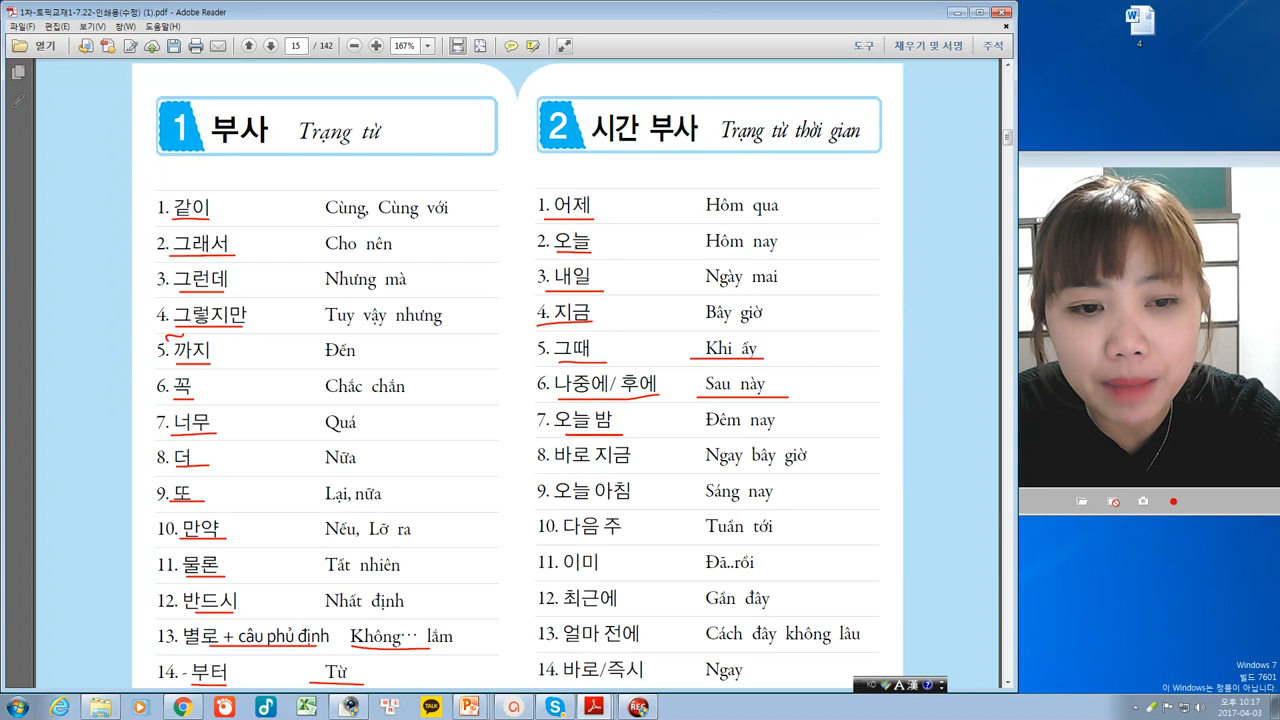 1차-토픽교재1-7.22-인쇄용(수정) (1).pdf - Adobe Reader
파일(F) 편집(E) 보기(V) 창(W) 도움말(H)
열기 15 / 142 167% 도구 채우기 및 서명 주석
1 부사 Trạng từ
1. 같이 Cùng, Cùng với
2. 그래서 Cho nên
3. 그런데 Nhưng mà
4. 그렇지만 Tuy vậy nhưng
5. 까지 Đến
6. 꼭 Chắc chắn
7. 너무 Quá
8. 더 Nữa
9. 또 Lại, nữa
10. 만약 Nếu, Lỡ ra
11. 물론 Tất nhiên
12. 반드시 Nhất định
13. 별로 + câu phủ định Không… lắm
14. - 부터 Từ
2 시간 부사 Trạng từ thời gian
1. 어제 Hôm qua
2. 오늘 Hôm nay
3. 내일 Ngày mai
4. 지금 Bây giờ
5. 그때 Khi ấy
6. 나중에/ 후에 Sau này
7. 오늘 밤 Đêm nay
8. 바로 지금 Ngay bây giờ
9. 오늘 아침 Sáng nay
10. 다음 주 Tuần tới
11. 이미 Đã..rồi
12. 최근에 Gần đây
13. 얼마 전에 Cách đây không lâu
14. 바로/즉시 Ngay
4
KO A 漢 ?
Windows 7
빌드 7601
이 Windows는 정품이 아닙니다.
TALK
REC
오전 10:17
2017-04-03